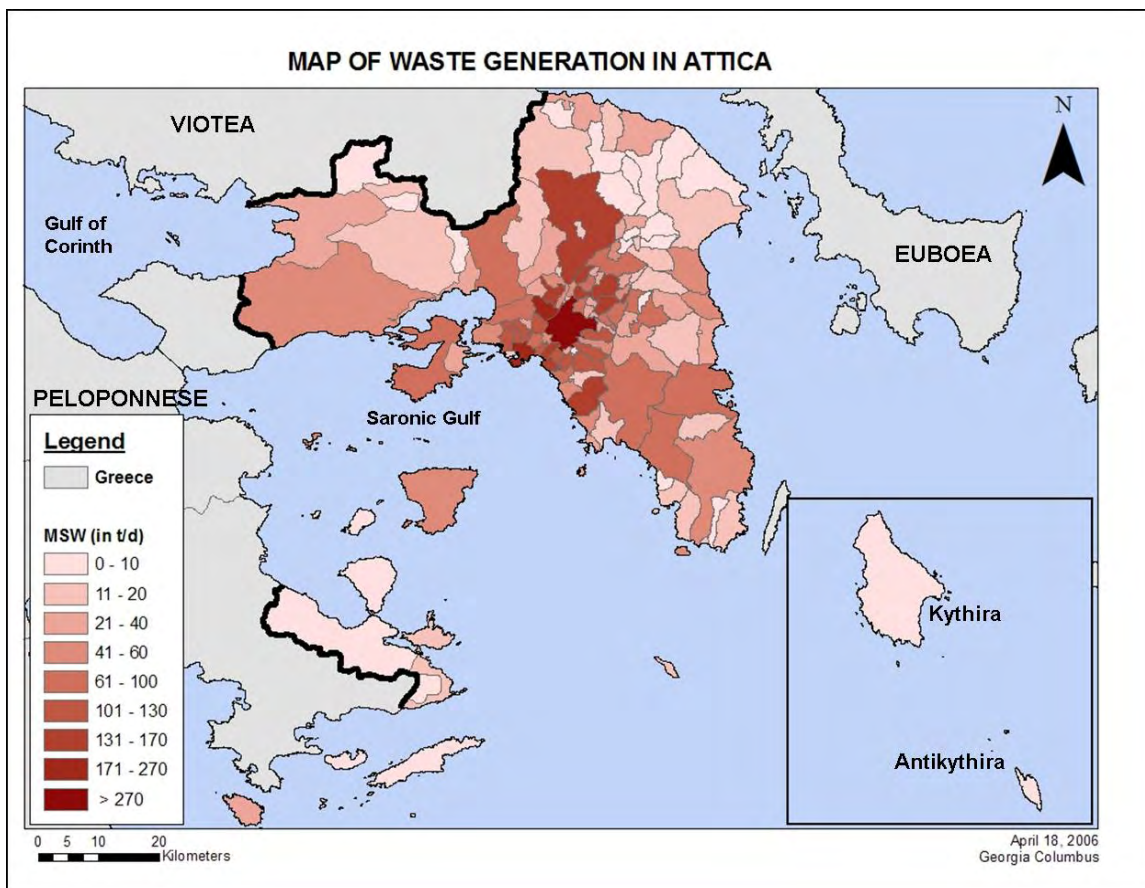 MAP OF WASTE GENERATION IN ATTICA
VIOTEA
N
Gulf of
Corinth
EUBOEA
PELOPONNESE
Saronic Gulf
Legend
Greece
MSW (in t/d)
0 - 10
11 - 20
21 - 40
41 - 60
61 - 100
101 - 130
131 - 170
171 - 270
> 270
Kythira
Antikythira
0 5 10 20
Kilometers
April 18, 2006
Georgia Columbus